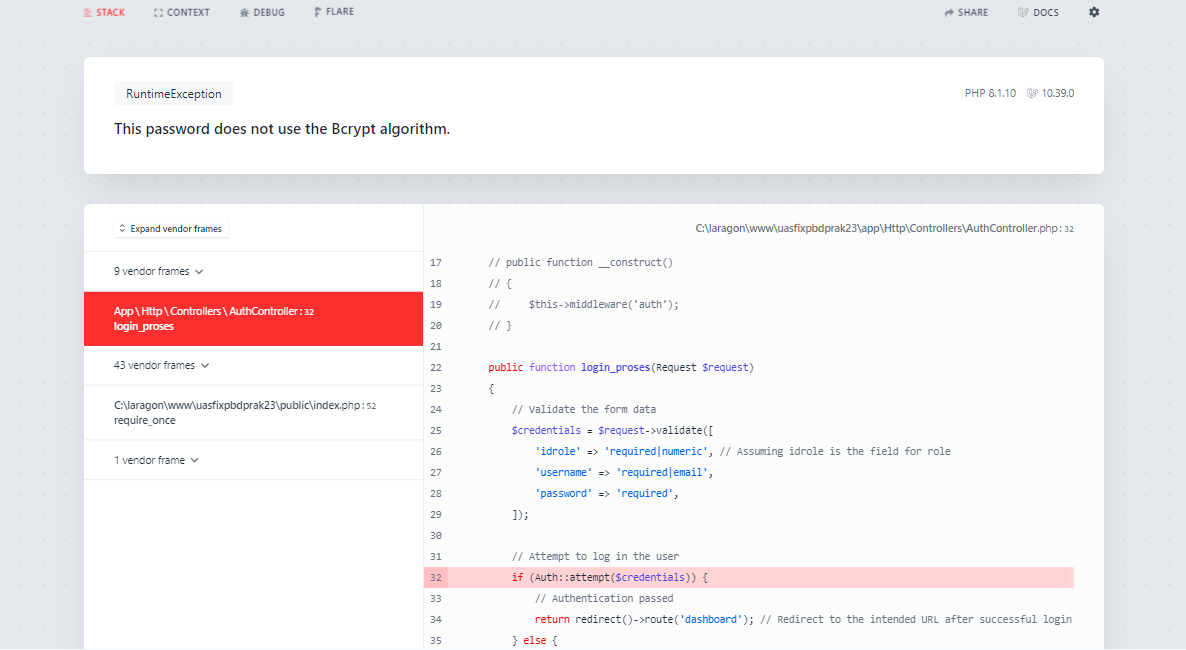 STACK CONTEXT DEBUG FLARE SHARE DOCS
RuntimeException PHP 8.1.10 10.39.0
This password does not use the Bcrypt algorithm.
Expand vendor frames
9 vendor frames
App\Http\Controllers\AuthController:32
login_proses
43 vendor frames
C:\laragon\www\uasfixpbdprak23\public\index.php:52
require_once
1 vendor frame
C:\laragon\www\uasfixpbdprak23\app\Http\Controllers\AuthController.php:32
17 // public function __construct()
18 // {
19 //     $this->middleware('auth');
20 // }
21
22 public function login_proses(Request $request)
23 {
24 // Validate the form data
25 $credentials = $request->validate([
26 'idrole' => 'required|numeric', // Assuming idrole is the field for role
27 'username' => 'required|email',
28 'password' => 'required',
29 ]);
30
31 // Attempt to log in the user
32 if (Auth::attempt($credentials)) {
33 // Authentication passed
34 return redirect()->route('dashboard'); // Redirect to the intended URL after successful login
35 } else {